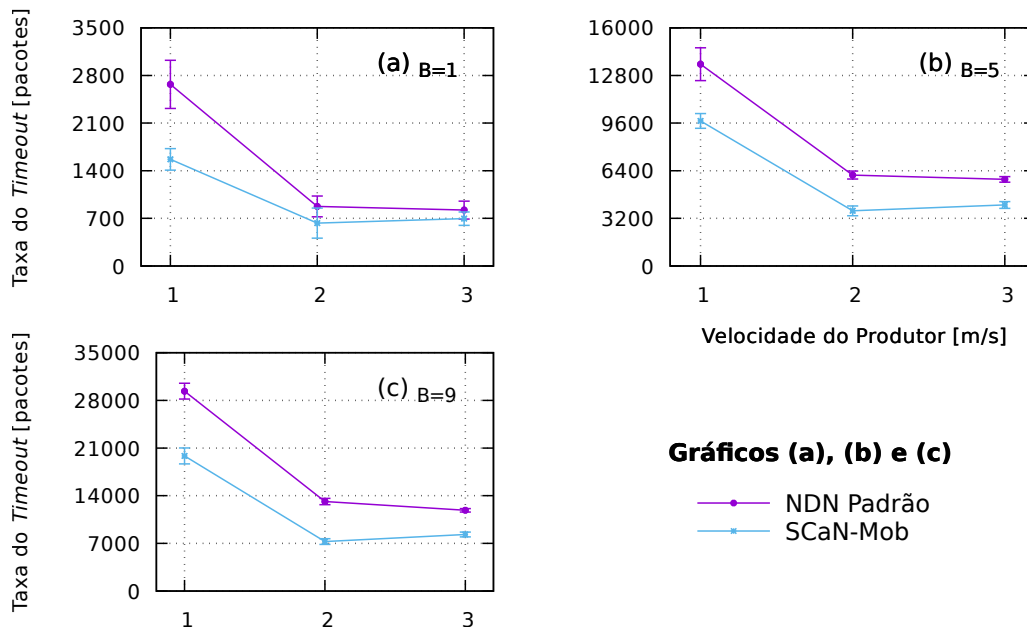 Taxa do Timeout [pacotes]
3500
2800
2100
1400
700
0
1 2 3
(a) B=1
16000
12800
9600
6400
3200
0
1 2 3
(b) B=5
Velocidade do Produtor [m/s]
Taxa do Timeout [pacotes]
35000
28000
21000
14000
7000
0
1 2 3
(c) B=9
Gráficos (a), (b) e (c)
NDN Padrão
SCaN-Mob